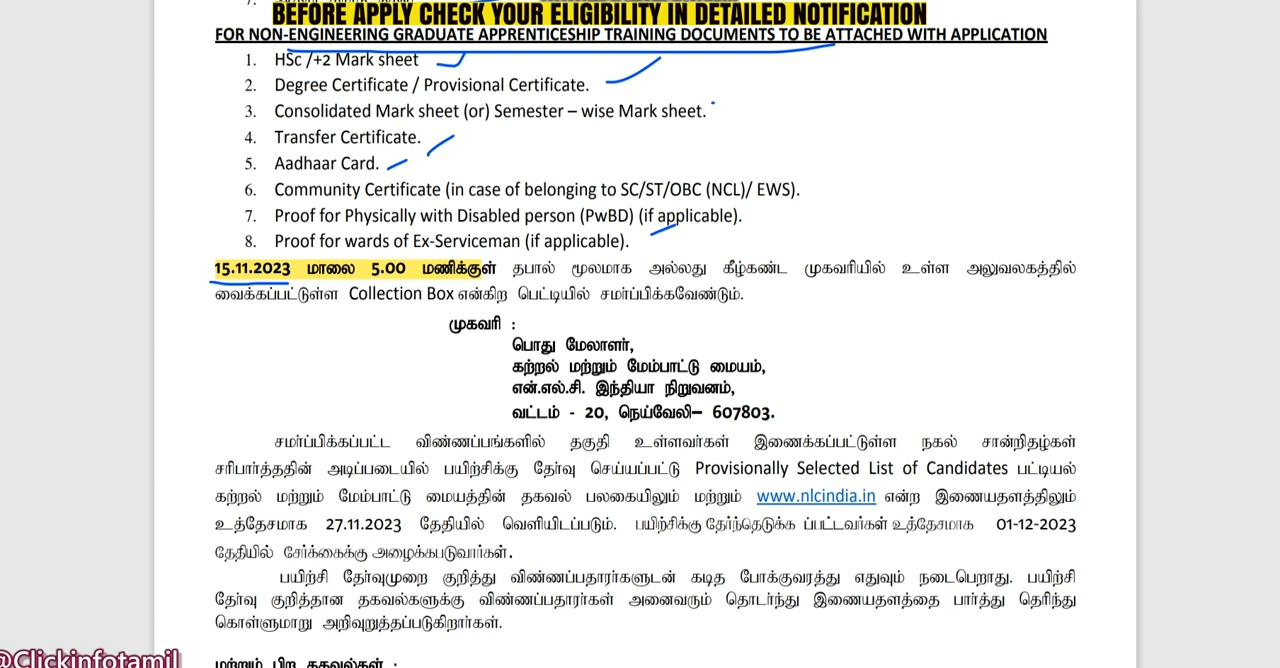 BEFORE APPLY CHECK YOUR ELIGIBILITY IN DETAILED NOTIFICATION
FOR NON-ENGINEERING GRADUATE APPRENTICESHIP TRAINING DOCUMENTS TO BE ATTACHED WITH APPLICATION
1. HSc /+2 Mark sheet
2. Degree Certificate / Provisional Certificate.
3. Consolidated Mark sheet (or) Semester – wise Mark sheet.
4. Transfer Certificate.
5. Aadhaar Card.
6. Community Certificate (in case of belonging to SC/ST/OBC (NCL)/ EWS).
7. Proof for Physically with Disabled person (PwBD) (if applicable).
8. Proof for wards of Ex-Serviceman (if applicable).
15.11.2023 மாலை 5.00 மணிக்குள் தபால் மூலமாக அல்லது கீழ்கண்ட முகவரியில் உள்ள அலுவலகத்தில்
வைக்கப்பட்டுள்ள Collection Box என்கிற பெட்டியில் சமர்ப்பிக்கவேண்டும்.
முகவரி :
பொது மேலாளர்,
கற்றல் மற்றும் மேம்பாட்டு மையம்,
என்.எல்.சி. இந்தியா நிறுவனம்,
வட்டம் - 20, நெய்வேலி– 607803.
சமர்ப்பிக்கப்பட்ட விண்ணப்பங்களில் தகுதி உள்ளவர்கள் இணைக்கப்பட்டுள்ள நகல் சான்றிதழ்கள்
சரிபார்த்ததின் அடிப்படையில் பயிற்சிக்கு தேர்வு செய்யப்பட்டு Provisionally Selected List of Candidates பட்டியல்
கற்றல் மற்றும் மேம்பாட்டு மையத்தின் தகவல் பலகையிலும் மற்றும் www.nlcindia.in என்ற இணையதளத்திலும்
உத்தேசமாக 27.11.2023 தேதியில் வெளியிடப்படும். பயிற்சிக்கு தேர்ந்தெடுக்க ப்பட்டவர்கள் உத்தேசமாக 01-12-2023
தேதியில் சேர்க்கைக்கு அழைக்கபடுவார்கள்.
பயிற்சி தேர்வுமுறை குறித்து விண்ணப்பதாரர்களுடன் கடித போக்குவரத்து எதுவும் நடைபெறாது. பயிற்சி
தேர்வு குறித்தான தகவல்களுக்கு விண்ணப்பதாரர்கள் அனைவரும் தொடர்ந்து இணையதளத்தை பார்த்து தெரிந்து
கொள்ளுமாறு அறிவுறுத்தப்படுகிறார்கள்.
மற்றும் பிற தகவல்கள் :
@Clickinfotamil